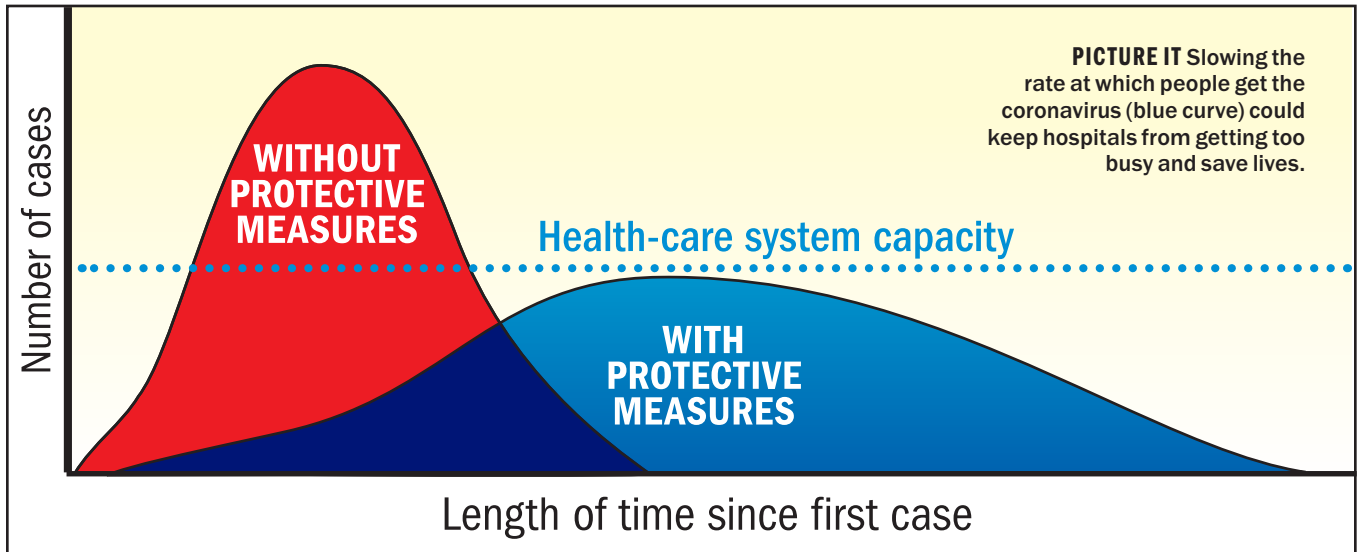 PICTURE IT Slowing the
rate at which people get the
coronavirus (blue curve) could
keep hospitals from getting too
busy and save lives.
Number of cases
WITHOUT
PROTECTIVE
MEASURES
Health-care system capacity
WITH
PROTECTIVE
MEASURES
Length of time since first case